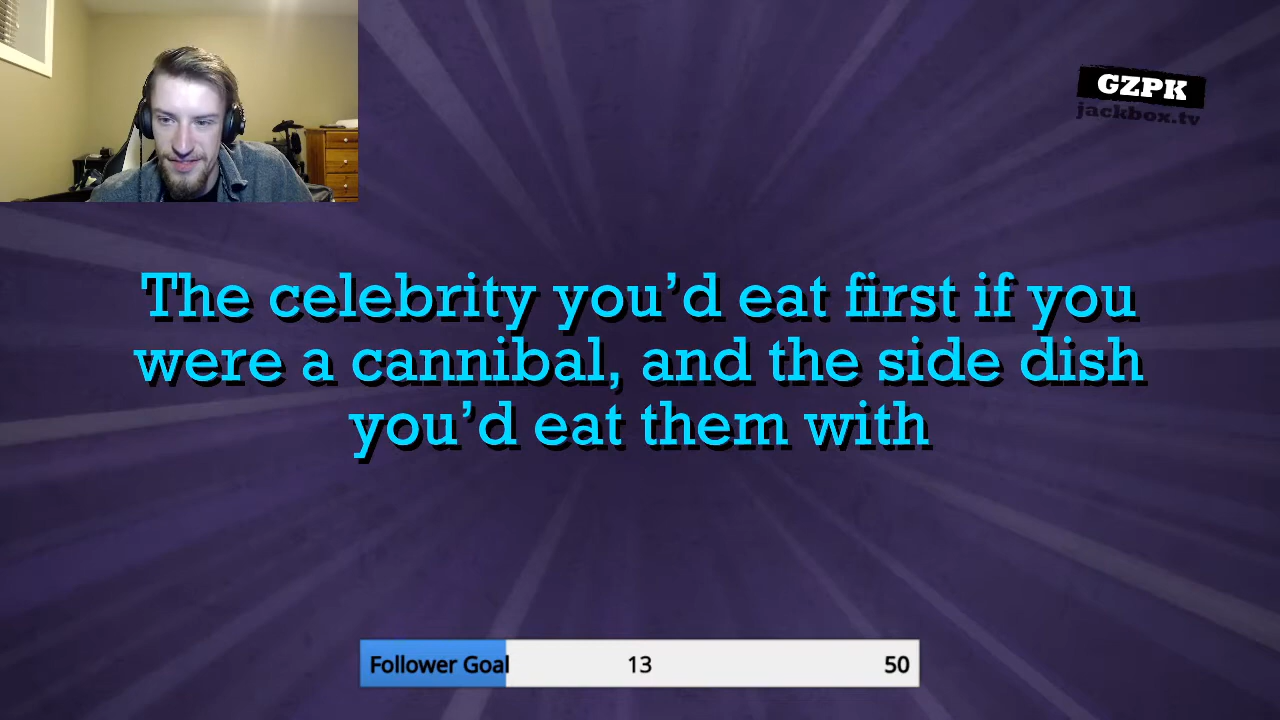 GZPK
jackbox.tv
The celebrity you’d eat first if you
were a cannibal, and the side dish
you’d eat them with
Follower Goal 13 50